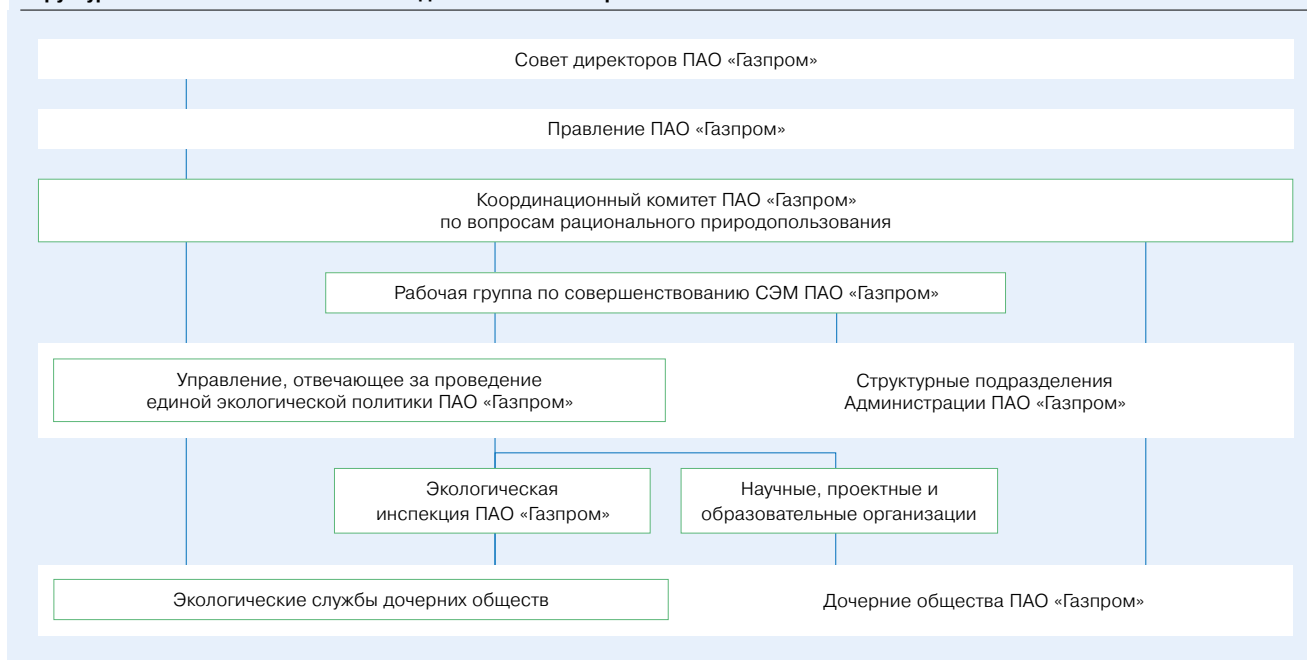 Совет директоров ПАО «Газпром»
Правление ПАО «Газпром»
Координационный комитет ПАО «Газпром»
по вопросам рационального природопользования
Рабочая группа по совершенствованию СЭМ ПАО «Газпром»
Управление, отвечающее за проведение
единой экологической политики ПАО «Газпром»
Структурные подразделения
Администрации ПАО «Газпром»
Экологическая
инспекция ПАО «Газпром»
Научные, проектные и
образовательные организации
Экологические службы дочерних обществ
Дочерние общества ПАО «Газпром»